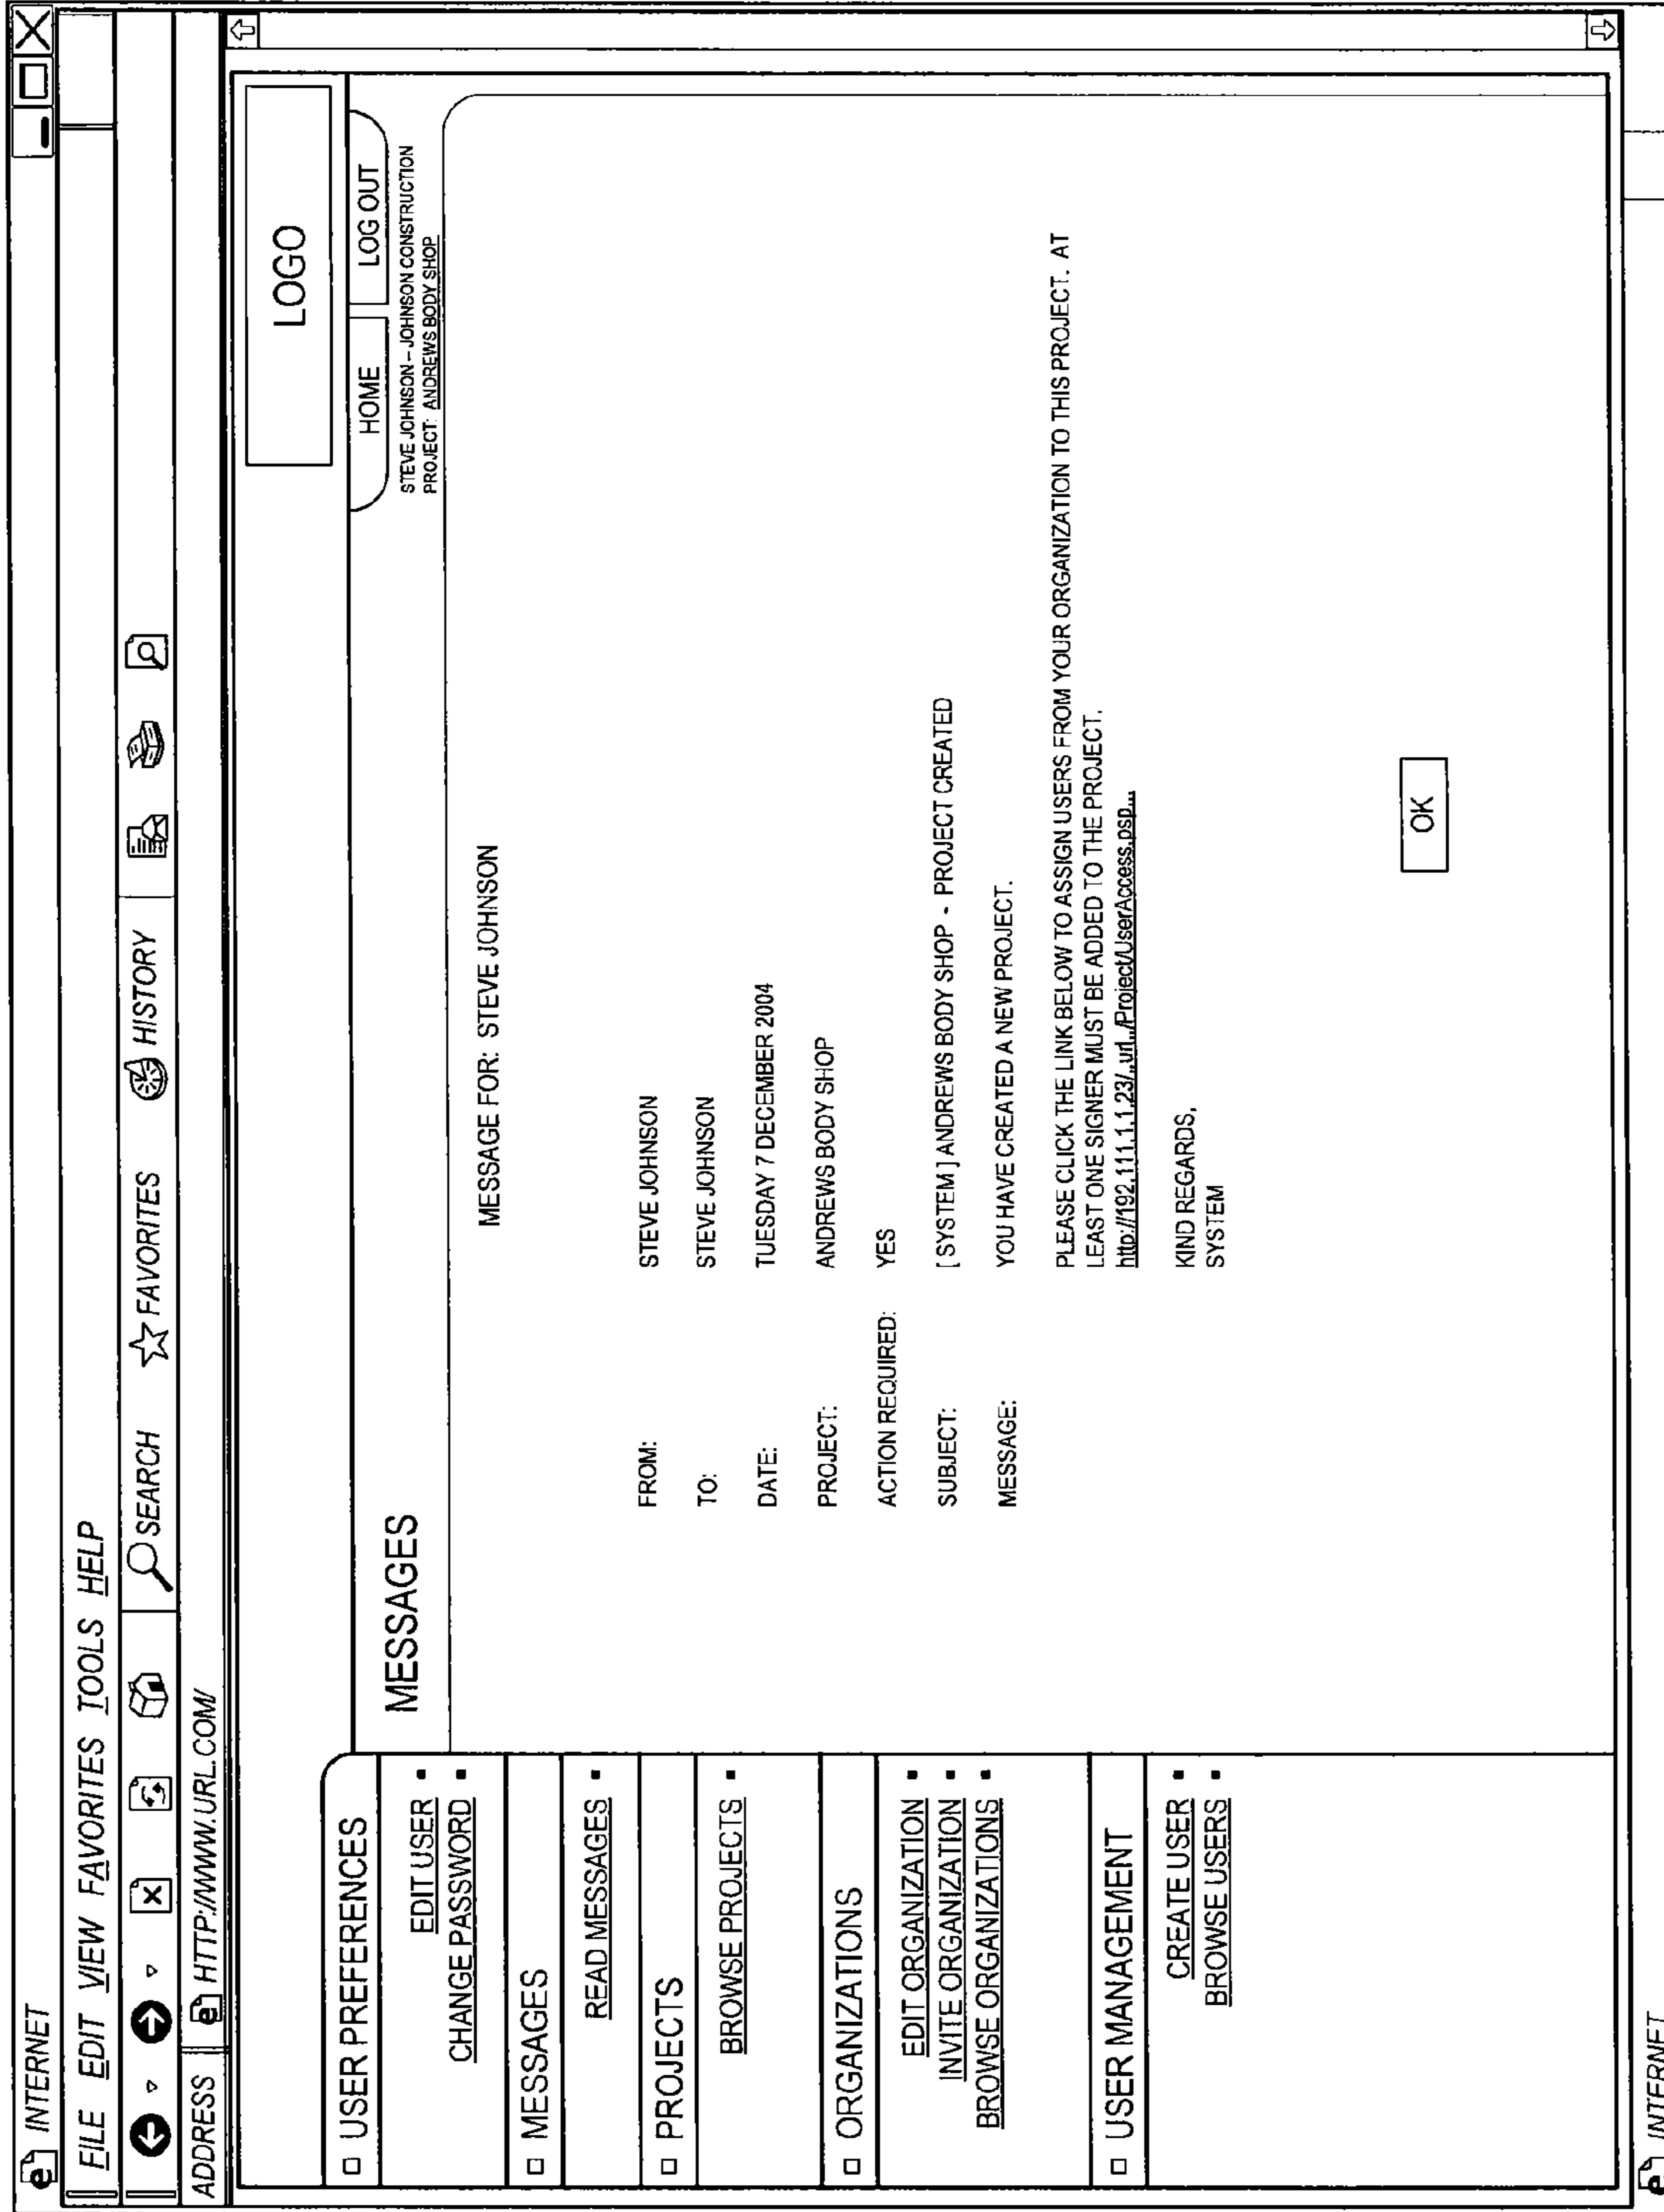 INTERNET
FILE EDIT VIEW FAVORITES TOOLS HELP
SEARCH FAVORITES HISTORY
ADDRESS HTTP://WWW.URL.COM/
LOGO
HOME LOG OUT
STEVE JOHNSON – JOHNSON CONSTRUCTION
PROJECT: ANDREWS BODY SHOP
USER PREFERENCES
EDIT USER
CHANGE PASSWORD
MESSAGES
READ MESSAGES
PROJECTS
BROWSE PROJECTS
ORGANIZATIONS
EDIT ORGANIZATION
INVITE ORGANIZATION
BROWSE ORGANIZATIONS
USER MANAGEMENT
CREATE USER
BROWSE USERS
MESSAGES
MESSAGE FOR: STEVE JOHNSON
FROM: STEVE JOHNSON
TO: STEVE JOHNSON
DATE: TUESDAY 7 DECEMBER 2004
PROJECT: ANDREWS BODY SHOP
ACTION REQUIRED: YES
SUBJECT: [ SYSTEM ] ANDREWS BODY SHOP - PROJECT CREATED
MESSAGE: YOU HAVE CREATED A NEW PROJECT.
PLEASE CLICK THE LINK BELOW TO ASSIGN USERS FROM YOUR ORGANIZATION TO THIS PROJECT. AT
LEAST ONE SIGNER MUST BE ADDED TO THE PROJECT.
http://192.111.1.1.23/..url../Project/UserAccess.psp...
KIND REGARDS,
SYSTEM
OK
INTERNET